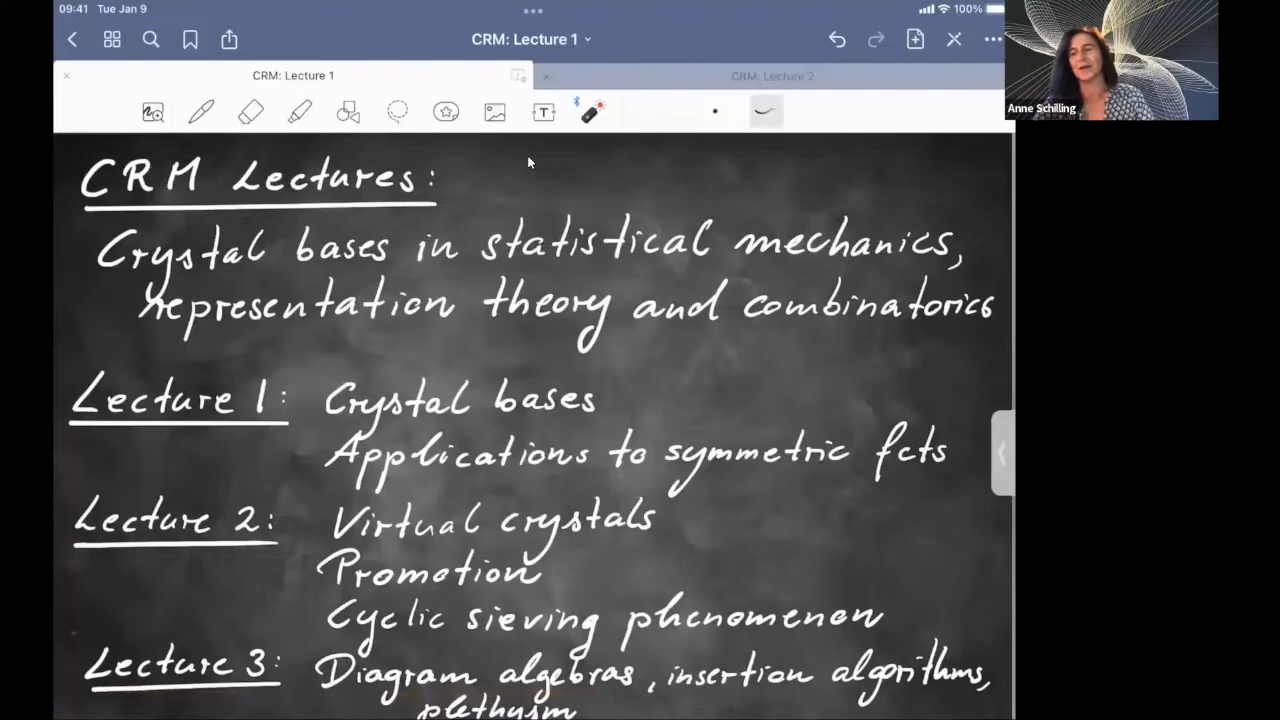 09:41 Tue Jan 9
100%
CRM: Lecture 1
CRM: Lecture 1
CRM: Lecture 2
T
Anne Schilling
CRM Lectures:
Crystal bases in statistical mechanics,
representation theory and combinatorics
Lecture 1: Crystal bases
Applications to symmetric fcts
Lecture 2: Virtual crystals
Promotion
Cyclic sieving phenomenon
Lecture 3: Diagram algebras, insertion algorithms,
plethysm